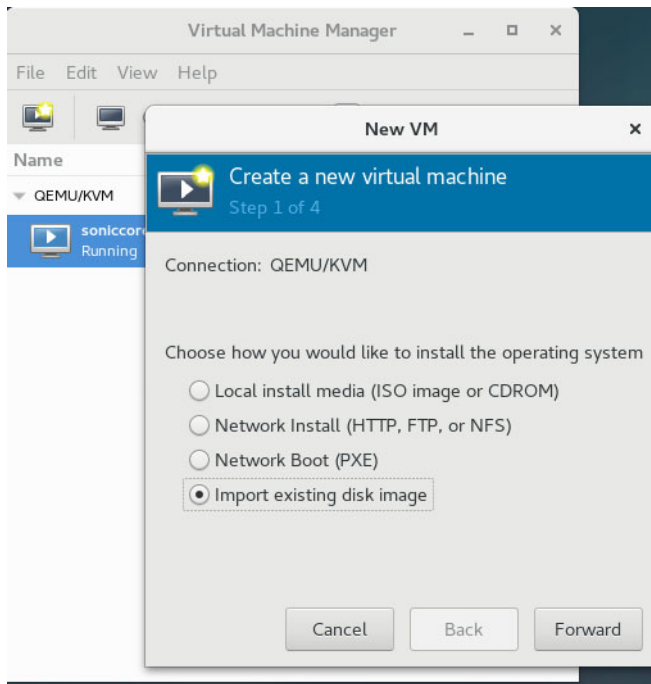 Virtual Machine Manager
File Edit View Help
New VM
Name
Create a new virtual machine
Step 1 of 4
QEMU/KVM
Running
Connection: QEMU/KVM
Choose how you would like to install the operating system
Local install media (ISO image or CDROM)
Network Install (HTTP, FTP, or NFS)
Network Boot (PXE)
Import existing disk image
Cancel Back Forward